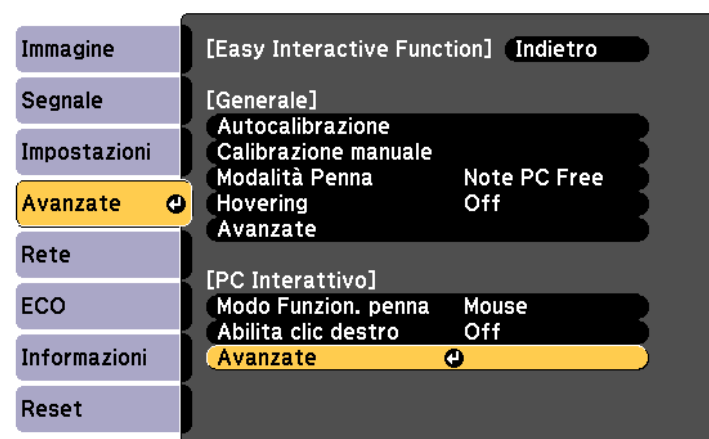 Immagine
Segnale
Impostazioni
Avanzate
Rete
ECO
Informazioni
Reset
[Easy Interactive Function] Indietro
[Generale]
Autocalibrazione
Calibrazione manuale
Modalità Penna Note PC Free
Hovering Off
Avanzate
[PC Interattivo]
Modo Funzion. penna Mouse
Abilita clic destro Off
Avanzate